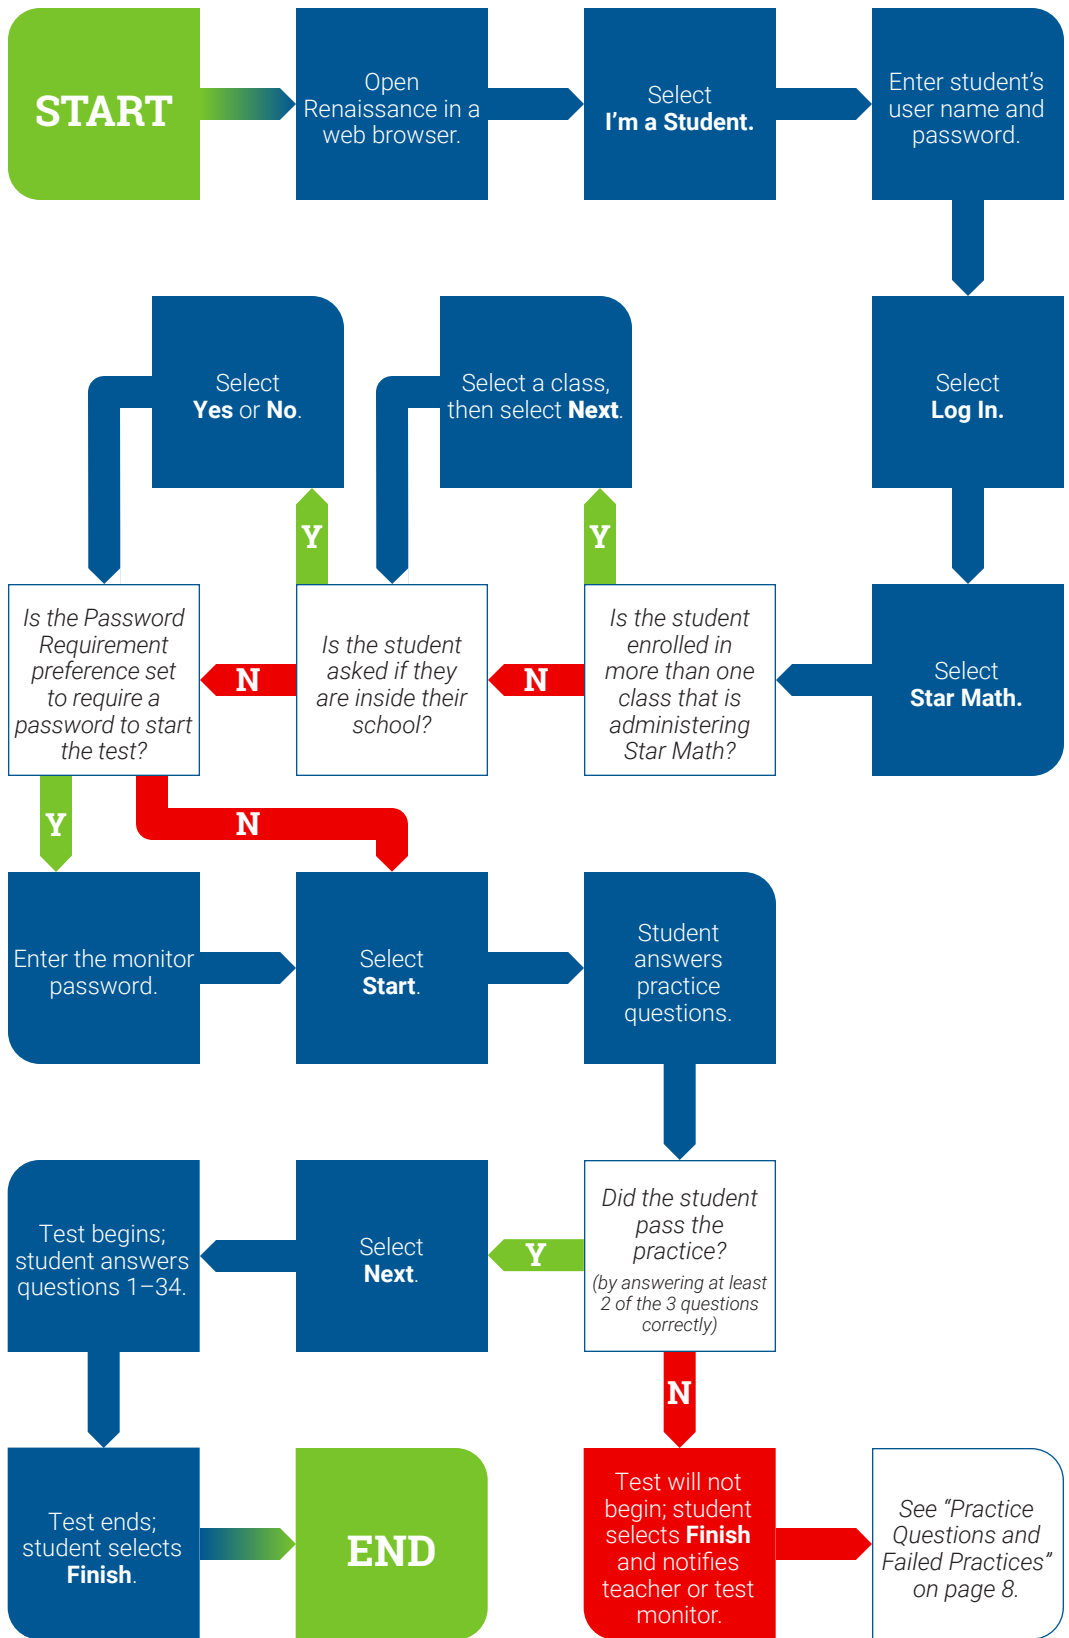 START
Open
Renaissance in a
web browser.
Select
I'm a Student.
Enter student's
user name and
password.
Select
Log In.
Select
Star Math.
Is the student
enrolled in
more than one
class that is
administering
Star Math?
Y
Select a class,
then select Next.
N
Is the student
asked if they
are inside their
school?
Y
Select
Yes or No.
N
Is the Password
Requirement
preference set
to require a
password to start
the test?
Y
N
Enter the monitor
password.
Select
Start.
Student
answers
practice
questions.
Did the student
pass the
practice?
(by answering at least
2 of the 3 questions
correctly)
Y
Select
Next.
Test begins;
student answers
questions 1–34.
Test ends;
student selects
Finish.
END
N
Test will not
begin; student
selects Finish
and notifies
teacher or test
monitor.
See "Practice
Questions and
Failed Practices"
on page 8.